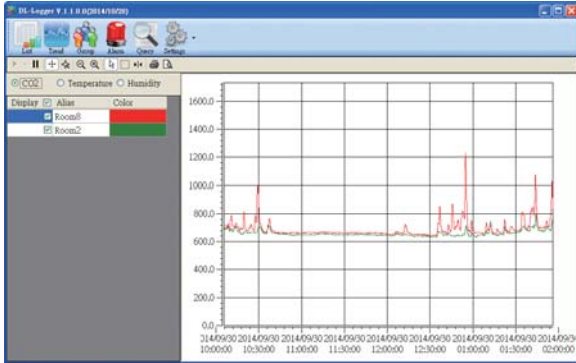 DL-Logger V.1.1.0.0(2014/10/28)
List Trend Group Alarm Query Settings
CO2 Temperature Humidity
Display Alias Color
Room8
Room2
1600.0
1400.0
1200.0
1000.0
800.0
600.0
400.0
200.0
0.0
314/09/30 2014/09/30 2014/09/30 2014/09/30 2014/09/30 2014/09/30 2014/09/30 2014/09/30 2014/09/30
10:00:00 10:30:00 11:00:00 11:30:00 12:00:00 12:30:00 01:00:00 01:30:00 02:00:00